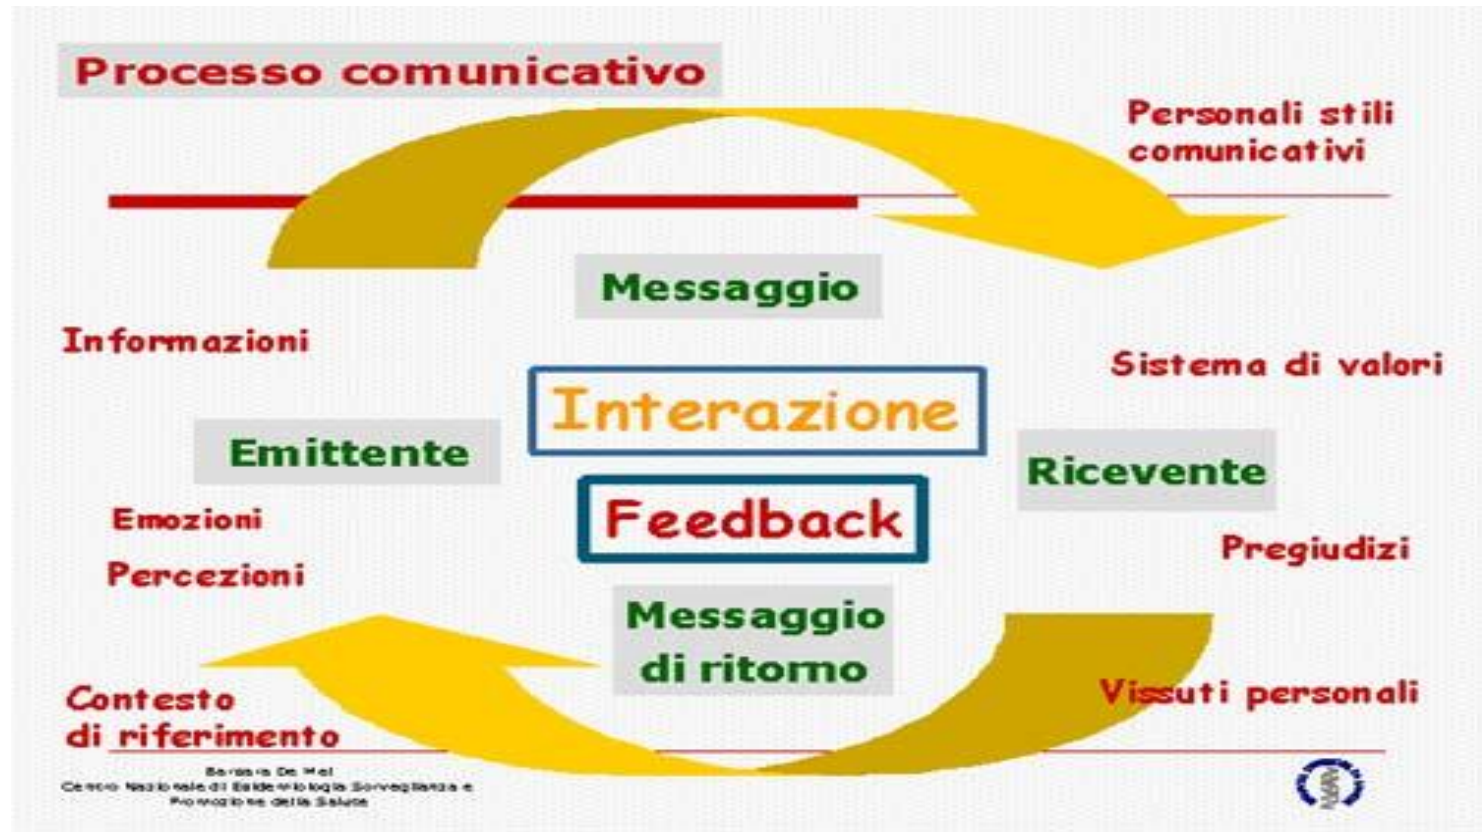 Processo comunicativo
Personali stili
comunicativi
Messaggio
Informazioni
Sistema di valori
Interazione
Emittente
Ricevente
Feedback
Emozioni
Pregiudizi
Percezioni
Messaggio
di ritorno
Contesto
di riferimento
Vissuti personali
Barbara De Mei
Centro Nazionale di Epidemiologia Sorveglianza e
Promozione della Salute